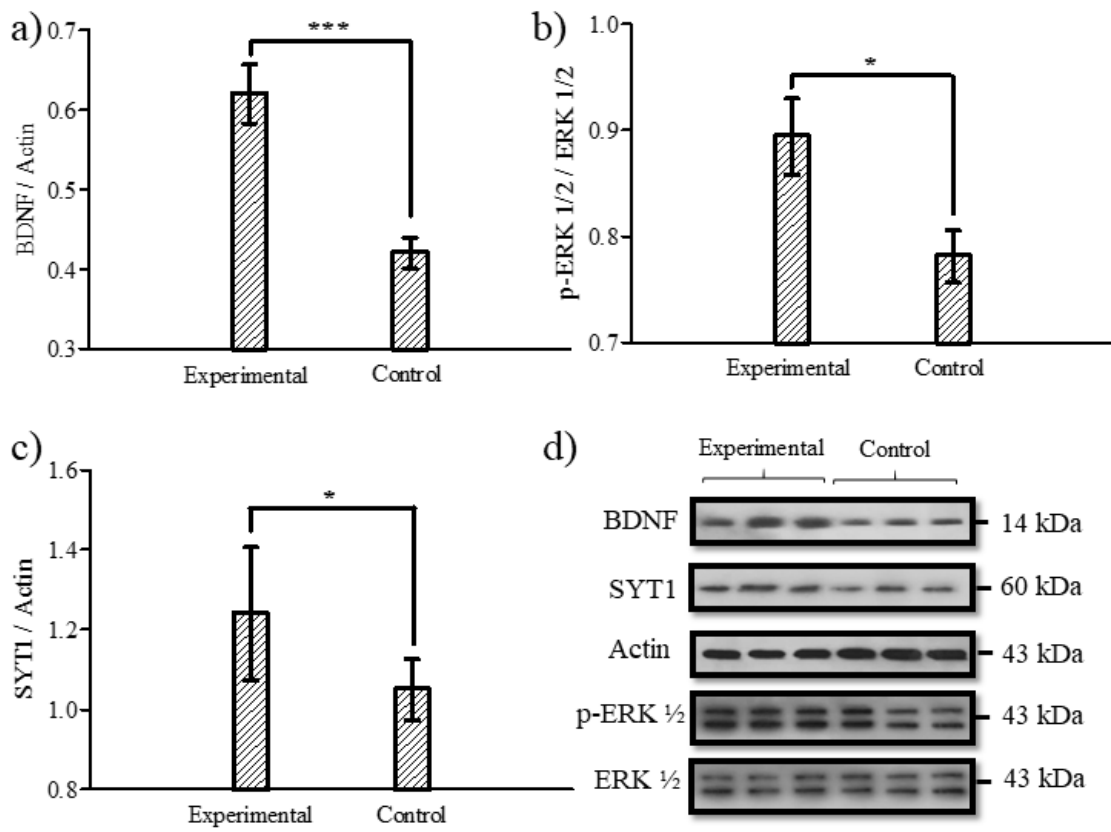 a)
BDNF / Actin
0.7
0.6
0.5
0.4
0.3
***
Experimental
Control
b)
p-ERK 1/2 / ERK 1/2
1.0
0.9
0.8
0.7
*
Experimental
Control
c)
SYT1 / Actin
1.6
1.4
1.2
1.0
0.8
*
Experimental
Control
d)
Experimental
Control
BDNF
14 kDa
SYT1
60 kDa
Actin
43 kDa
p-ERK ½
43 kDa
ERK ½
43 kDa